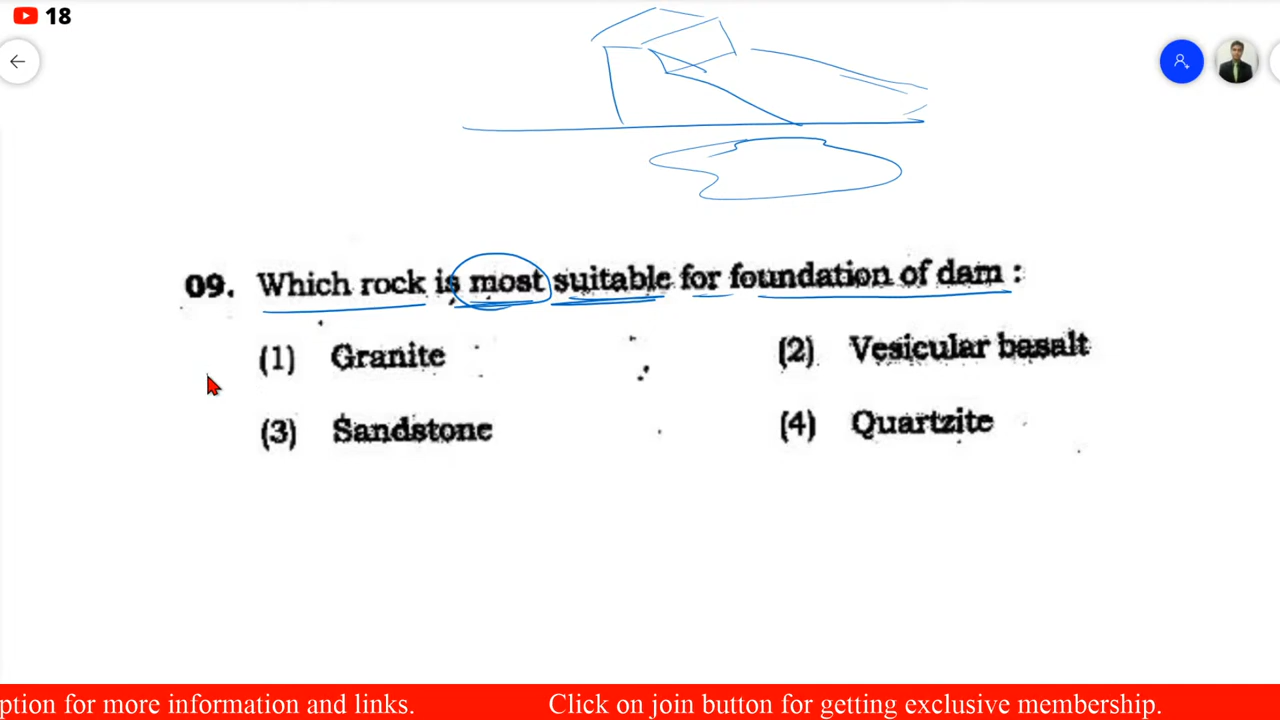 18
09. Which rock is most suitable for foundation of dam :
(1) Granite (2) Vesicular basalt
(3) Sandstone (4) Quartzite
ption for more information and links. Click on join button for getting exclusive membership.